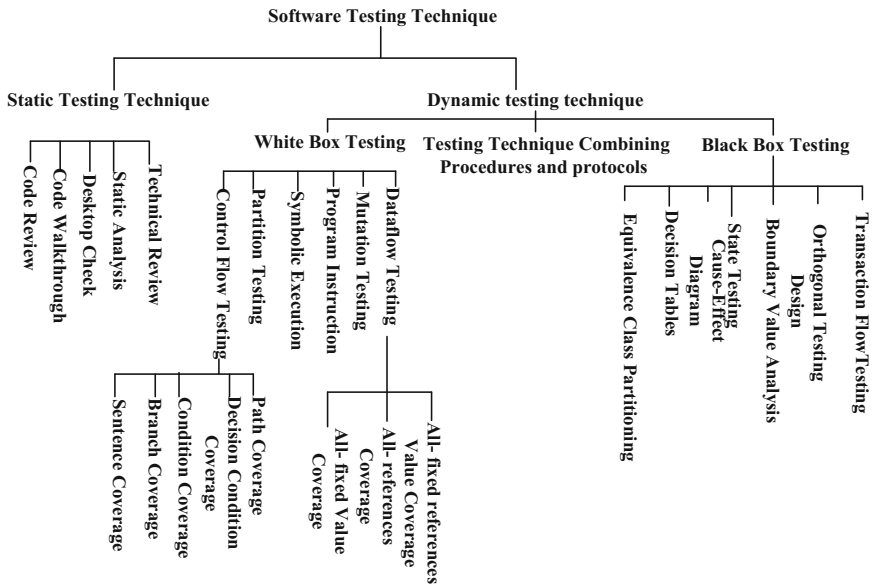 Software Testing Technique
Static Testing Technique
Dynamic testing technique
White Box Testing
Testing Technique Combining
Procedures and protocols
Black Box Testing
Code Review
Code Walkthrough
Desktop Check
Static Analysis
Technical Review
Control Flow Testing
Partition Testing
Symbolic Execution
Program Instruction
Mutation Testing
Dataflow Testing
Equivalence Class Partitioning
Decision Tables
Cause-Effect
Diagram
State Testing
Boundary Value Analysis
Orthogonal Testing
Design
Transaction FlowTesting
Sentence Coverage
Branch Coverage
Condition Coverage
Decision Condition
Coverage
Path Coverage
All- fixed Value
Coverage
All- references
Coverage
All- fixed references
Value Coverage